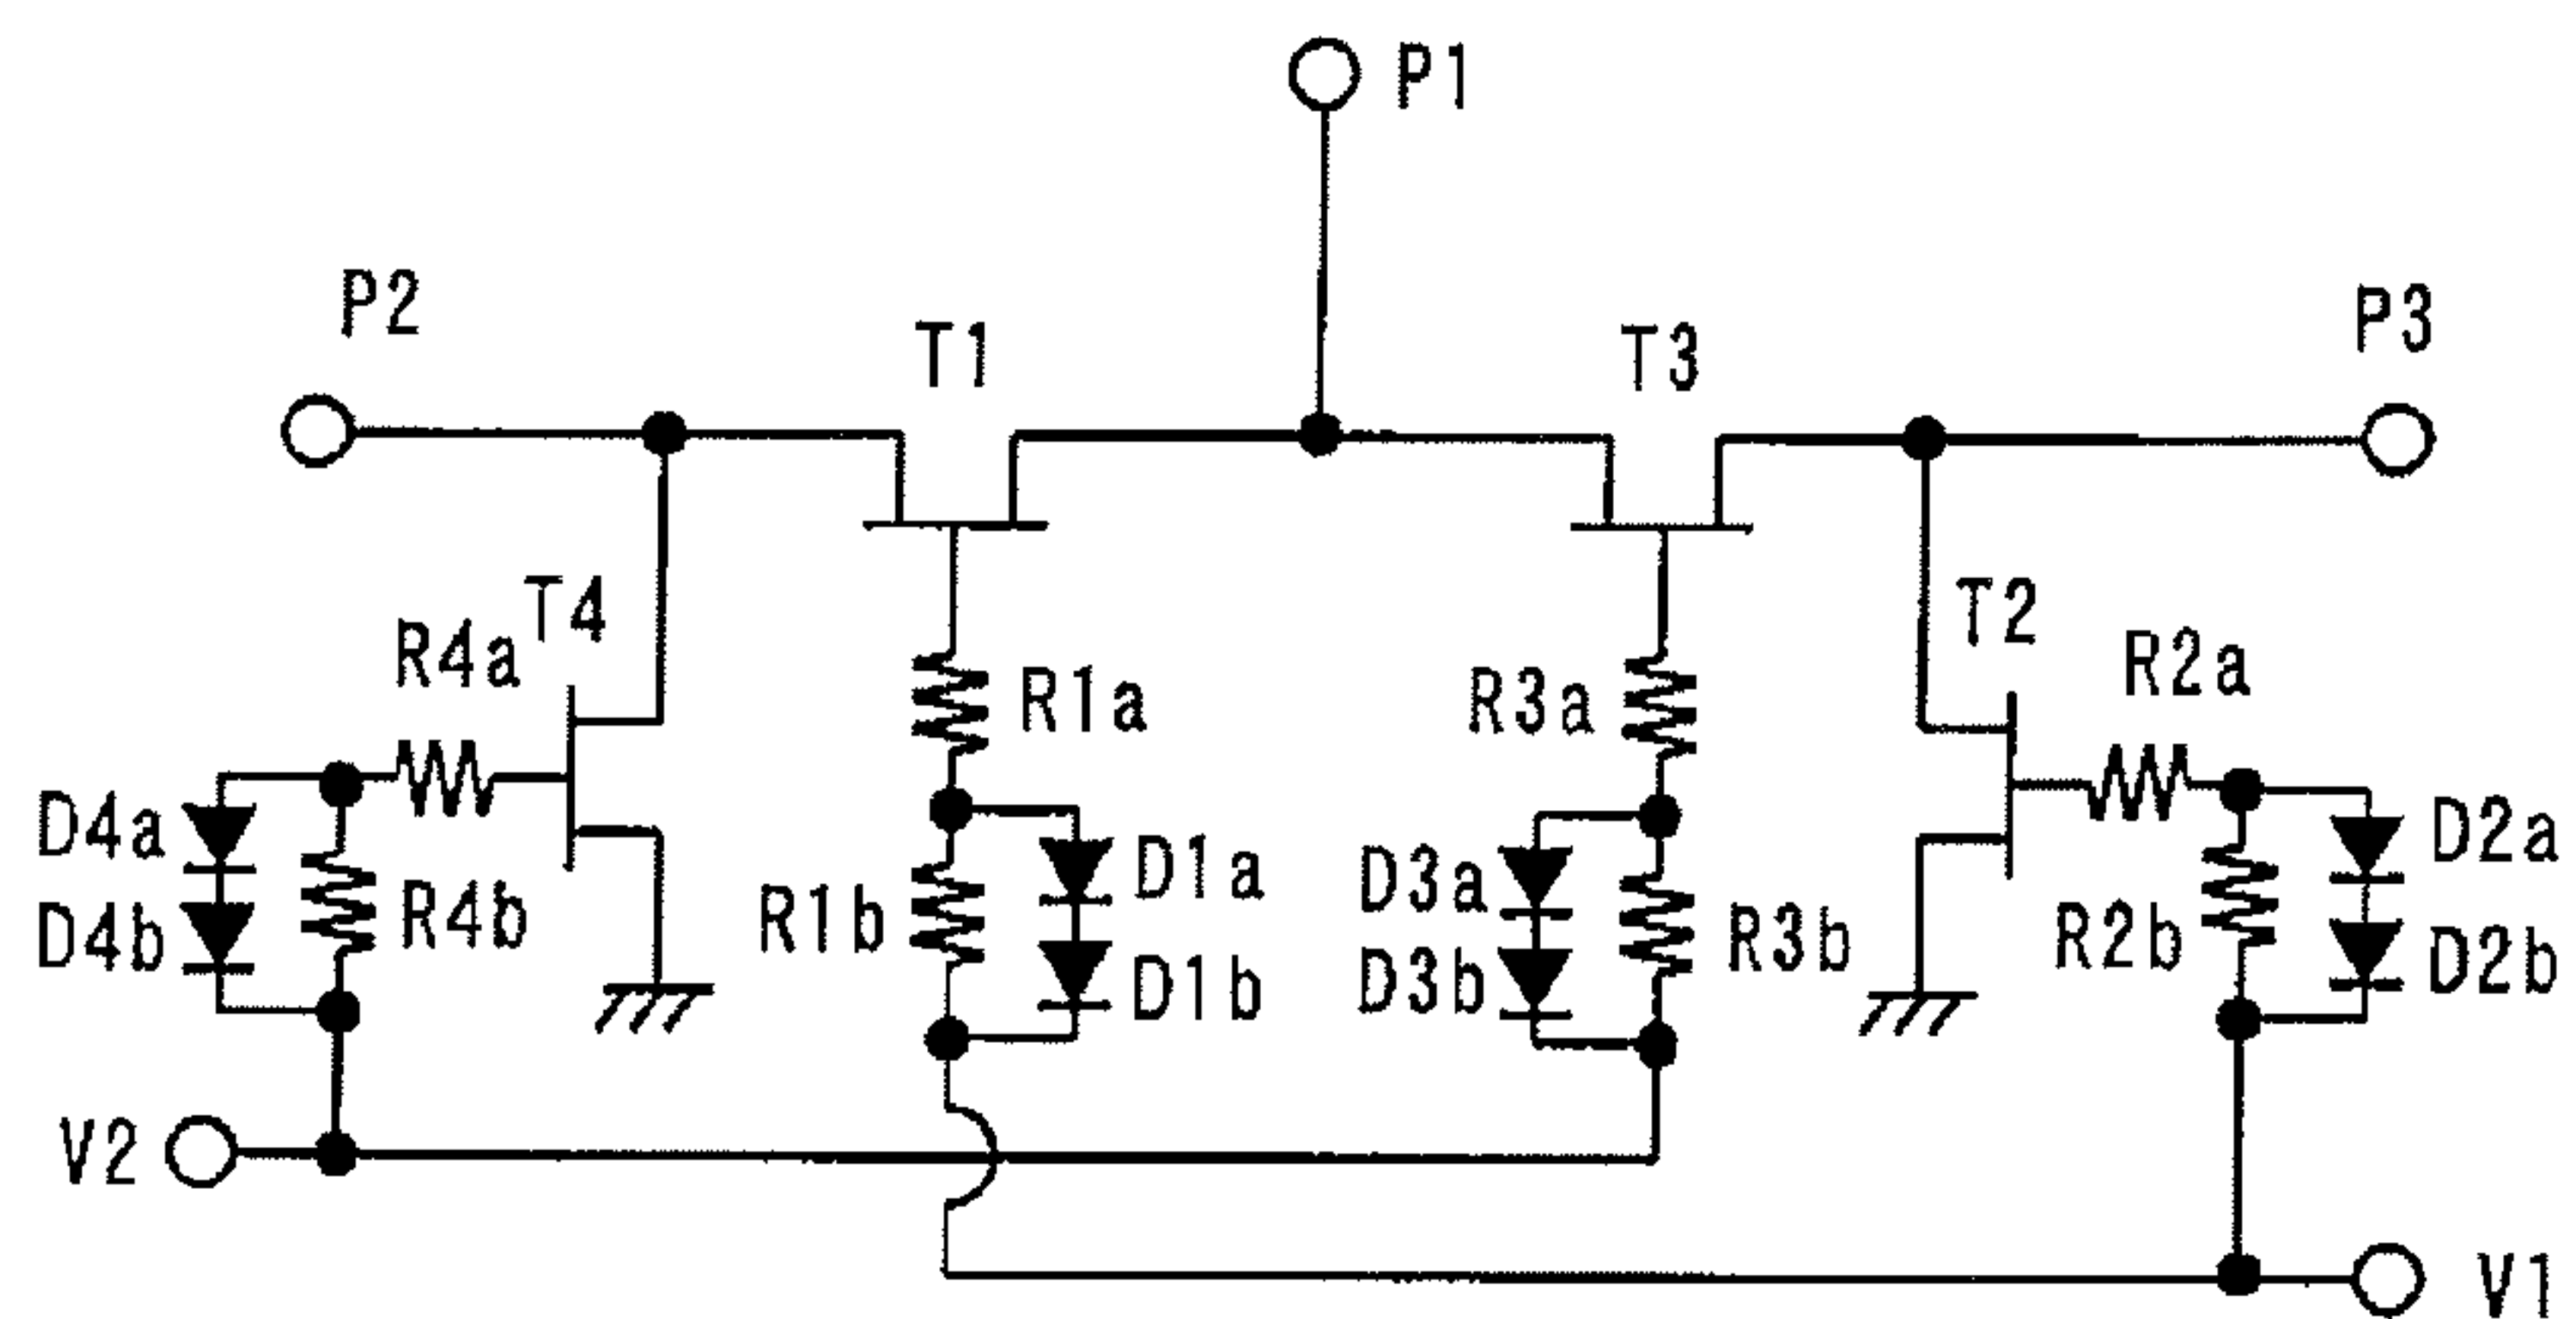 P1
P2
P3
T1
T3
T4
T2
R4a
R2a
R1a
R3a
D4a
D2a
D1a
D3a
R4b
R1b
R3b
R2b
D4b
D2b
D1b
D3b
V2
V1